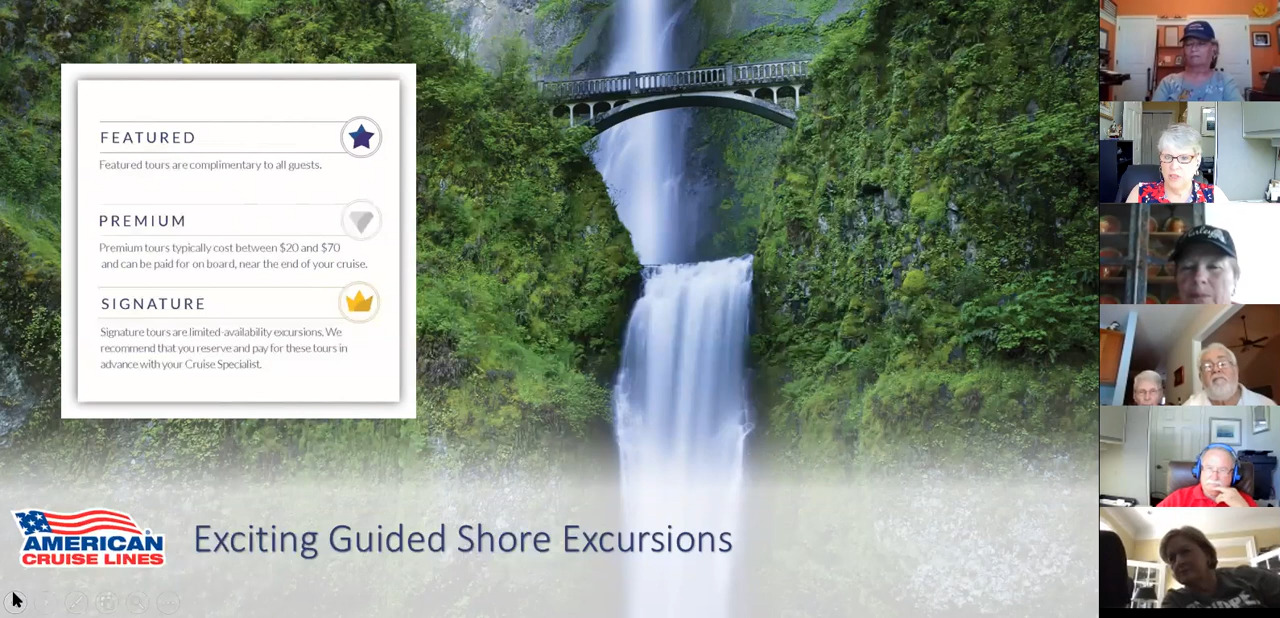 FEATURED
Featured tours are complimentary to all guests.
PREMIUM
Premium tours typically cost between $20 and $70
and can be paid for on board, near the end of your cruise.
SIGNATURE
Signature tours are limited-availability excursions. We
recommend that you reserve and pay for these tours in
advance with your Cruise Specialist.
AMERICAN
CRUISE LINES
Exciting Guided Shore Excursions